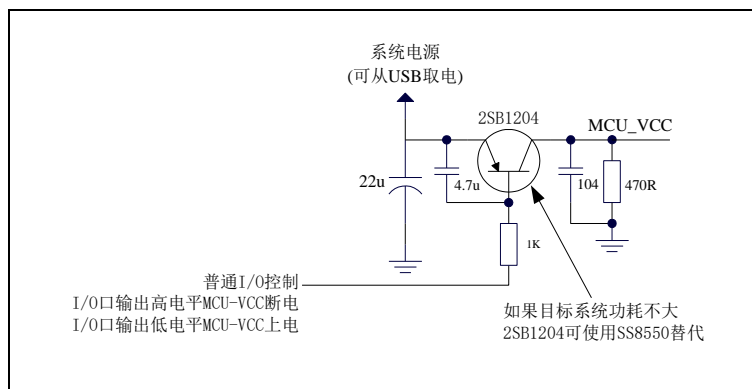 系统电源
(可从USB取电)
2SB1204
MCU_VCC
22u
4.7u
104
470R
1K
普通I/O控制
I/O口输出高电平MCU-VCC断电
I/O口输出低电平MCU-VCC上电
如果目标系统功耗不大
2SB1204可使用SS8550替代